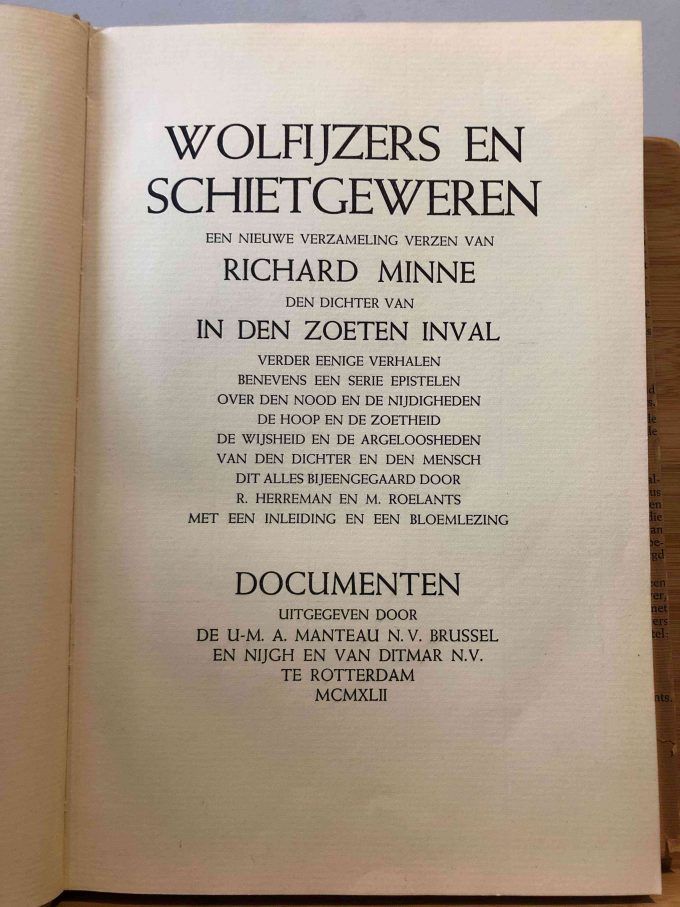 WOLFIJZERS EN
SCHIETGEWEREN
EEN NIEUWE VERZAMELING VERZEN VAN
RICHARD MINNE
DEN DICHTER VAN
IN DEN ZOETEN INVAL
VERDER EENIGE VERHALEN
BENEVENS EEN SERIE EPISTELEN
OVER DEN NOOD EN DE NIJDIGHEDEN
DE HOOP EN DE ZOETHEID
DE WIJSHEID EN DE ARGELOOSHEDEN
VAN DEN DICHTER EN DEN MENSCH
DIT ALLES BIJEENGEGAARD DOOR
R. HERREMAN EN M. ROELANTS
MET EEN INLEIDING EN EEN BLOEMLEZING
DOCUMENTEN
UITGEGEVEN DOOR
DE U-M. A. MANTEAU N.V. BRUSSEL
EN NIJGH EN VAN DITMAR N.V.
TE ROTTERDAM
MCMXLII